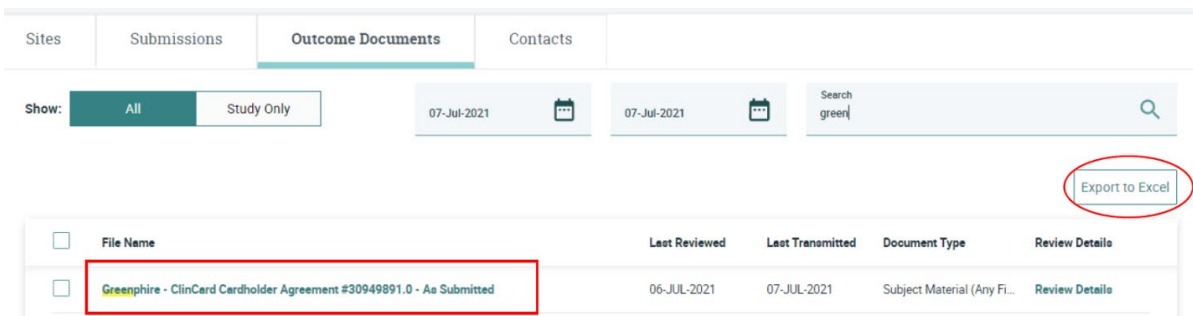 Sites Submissions Outcome Documents Contacts
Show: All Study Only 07-Jul-2021 07-Jul-2021 Search
green
Export to Excel
File Name Last Reviewed Last Transmitted Document Type Review Details
Greenphire - ClinCard Cardholder Agreement #30949891.0 - As Submitted 06-JUL-2021 07-JUL-2021 Subject Material (Any Fi... Review Details